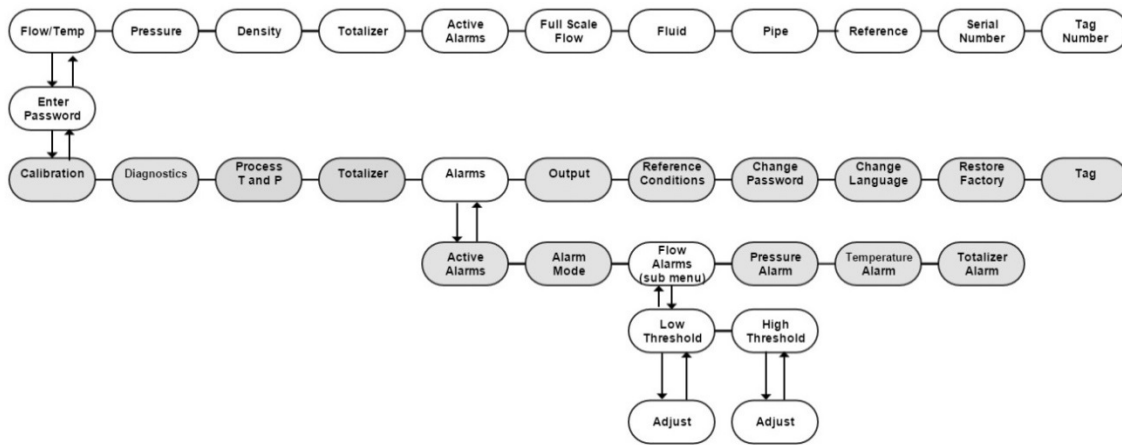 Flow/Temp
Pressure
Density
Totalizer
Active
Alarms
Full Scale
Flow
Fluid
Pipe
Reference
Serial
Number
Tag
Number
Enter
Password
Calibration
Diagnostics
Process
T and P
Totalizer
Alarms
Output
Reference
Conditions
Change
Password
Change
Language
Restore
Factory
Tag
Active
Alarms
Alarm
Mode
Flow
Alarms
(sub menu)
Pressure
Alarm
Temperature
Alarm
Totalizer
Alarm
Low
Threshold
High
Threshold
Adjust
Adjust